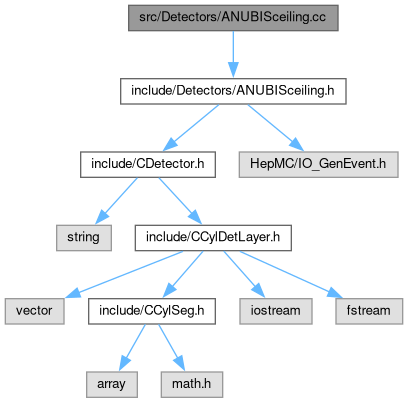 src/Detectors/ANUBISceiling.cc
include/Detectors/ANUBISceiling.h
include/CDetector.h
HepMC/IO_GenEvent.h
string
include/CCylDetLayer.h
vector
include/CCylSeg.h
iostream
fstream
array
math.h